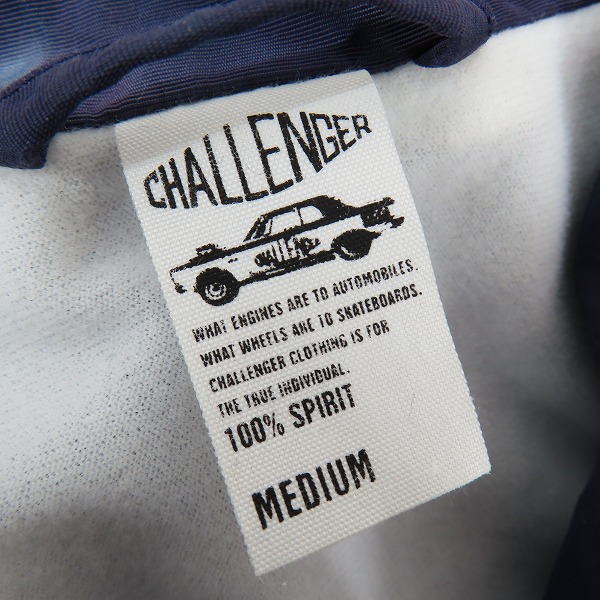 CHALLENGER
WHAT ENGINES ARE TO AUTOMOBILES.
WHAT WHEELS ARE TO SKATEBOARDS.
CHALLENGER CLOTHING IS FOR
THE TRUE INDIVIDUAL.
100% SPIRIT
MEDIUM